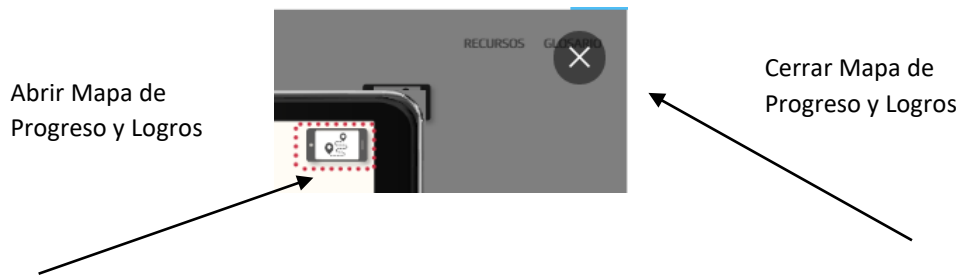 RECURSOS GLOSARIO
Abrir Mapa de
Progreso y Logros
Cerrar Mapa de
Progreso y Logros